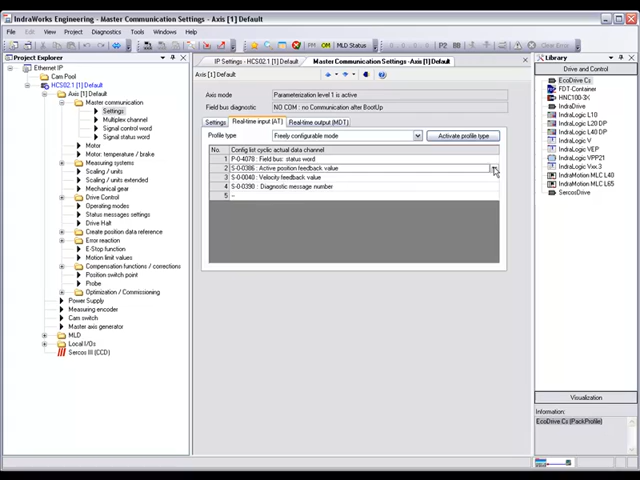 IndraWorks Engineering - Master Communication Settings - Axis [1] Default
File Edit View Project Diagnostics Tools Window Help
MLD Status
P2 BB
Clear Error
Project Explorer
Ethernet IP
Cam Pool
HCS02.1 [1] Default
Axis [1] Default
Master communication
Settings
Multiplex channel
Signal control word
Signal status word
Motor
Motor: temperature / brake
Measuring systems
Scaling / units
Scaling / units extended
Mechanical gear
Drive Control
Operating modes
Status messages settings
Drive Halt
Create position data reference
Error reaction
E-Stop function
Motion limit values
Compensation functions / corrections
Position switch point
Probe
Optimization / Commissioning
Power Supply
Measuring encoder
Cam switch
Master axis generator
MLD
Local I/Os
Sercos III (CCD)
IP Settings - HCS02.1 [1] Default
Master Communication Settings - Axis [1] Default
Axis [1] Default
Axis mode
Parameterization level 1 is active
Field bus diagnostic
NO COM : no Communication after BootUp
Settings
Real-time input (AT)
Real-time output (MDT)
Profile type
Freely configurable mode
Activate profile type
No. Config list cyclic actual data channel
1 P-0-4078 : Field bus: status word
2 S-0-0386 : Active position feedback value
3 S-0-0040 : Velocity feedback value
4 S-0-0390 : Diagnostic message number
5 --
Library
Drive and Control
EcoDrive Cs
FDT-Container
HNC100-3X
IndraDrive
IndraLogic L10
IndraLogic L20 DP
IndraLogic L40 DP
IndraLogic V
IndraLogic VEP
IndraLogic VPP21
IndraMotion MLC L40
IndraMotion MLC L65
SercosDrive
Visualization
Information:
EcoDrive Cs (PackProfile)